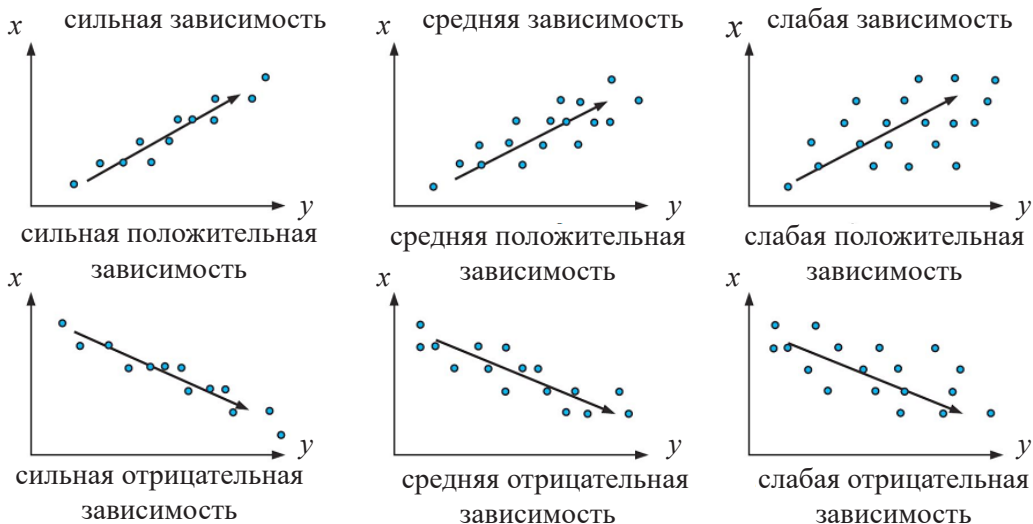 сильная зависимость
средняя зависимость
слабая зависимость
x
x
x
y
y
y
сильная положительная
зависимость
средняя положительная
зависимость
слабая положительная
зависимость
x
x
x
y
y
y
сильная отрицательная
зависимость
средняя отрицательная
зависимость
слабая отрицательная
зависимость